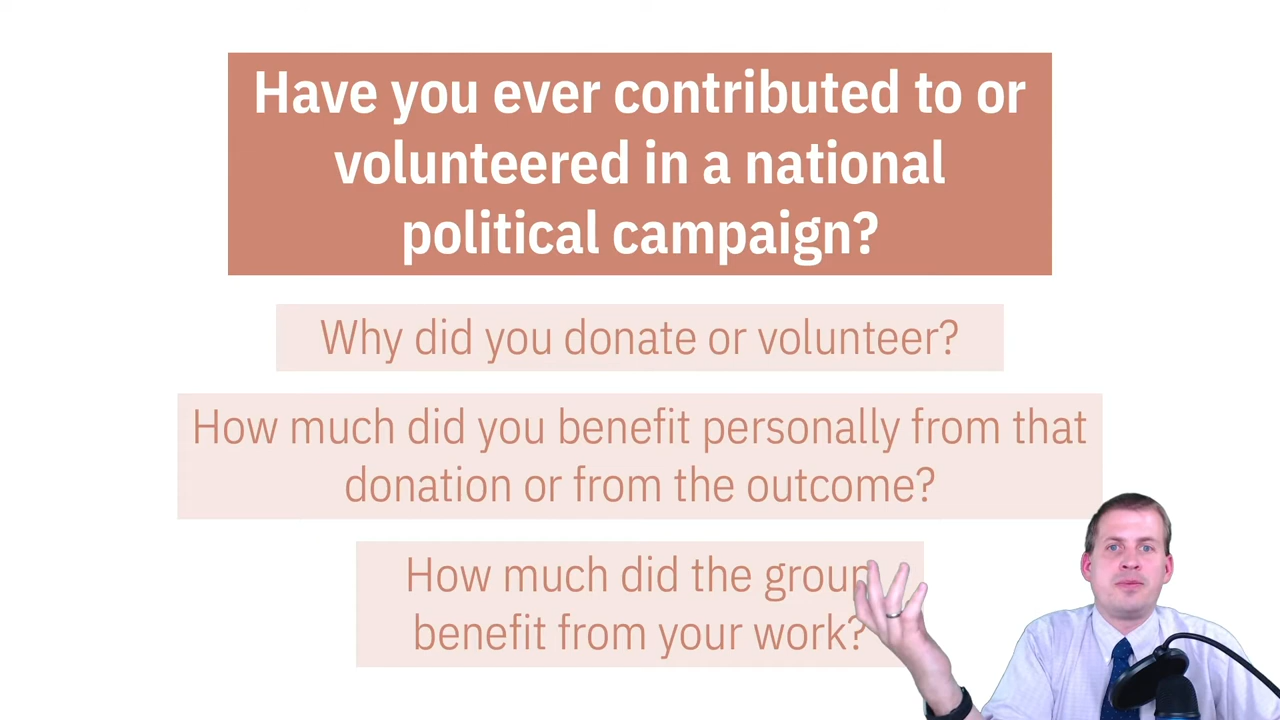 Have you ever contributed to or
volunteered in a national
political campaign?
Why did you donate or volunteer?
How much did you benefit personally from that
donation or from the outcome?
How much did the group
benefit from your work?